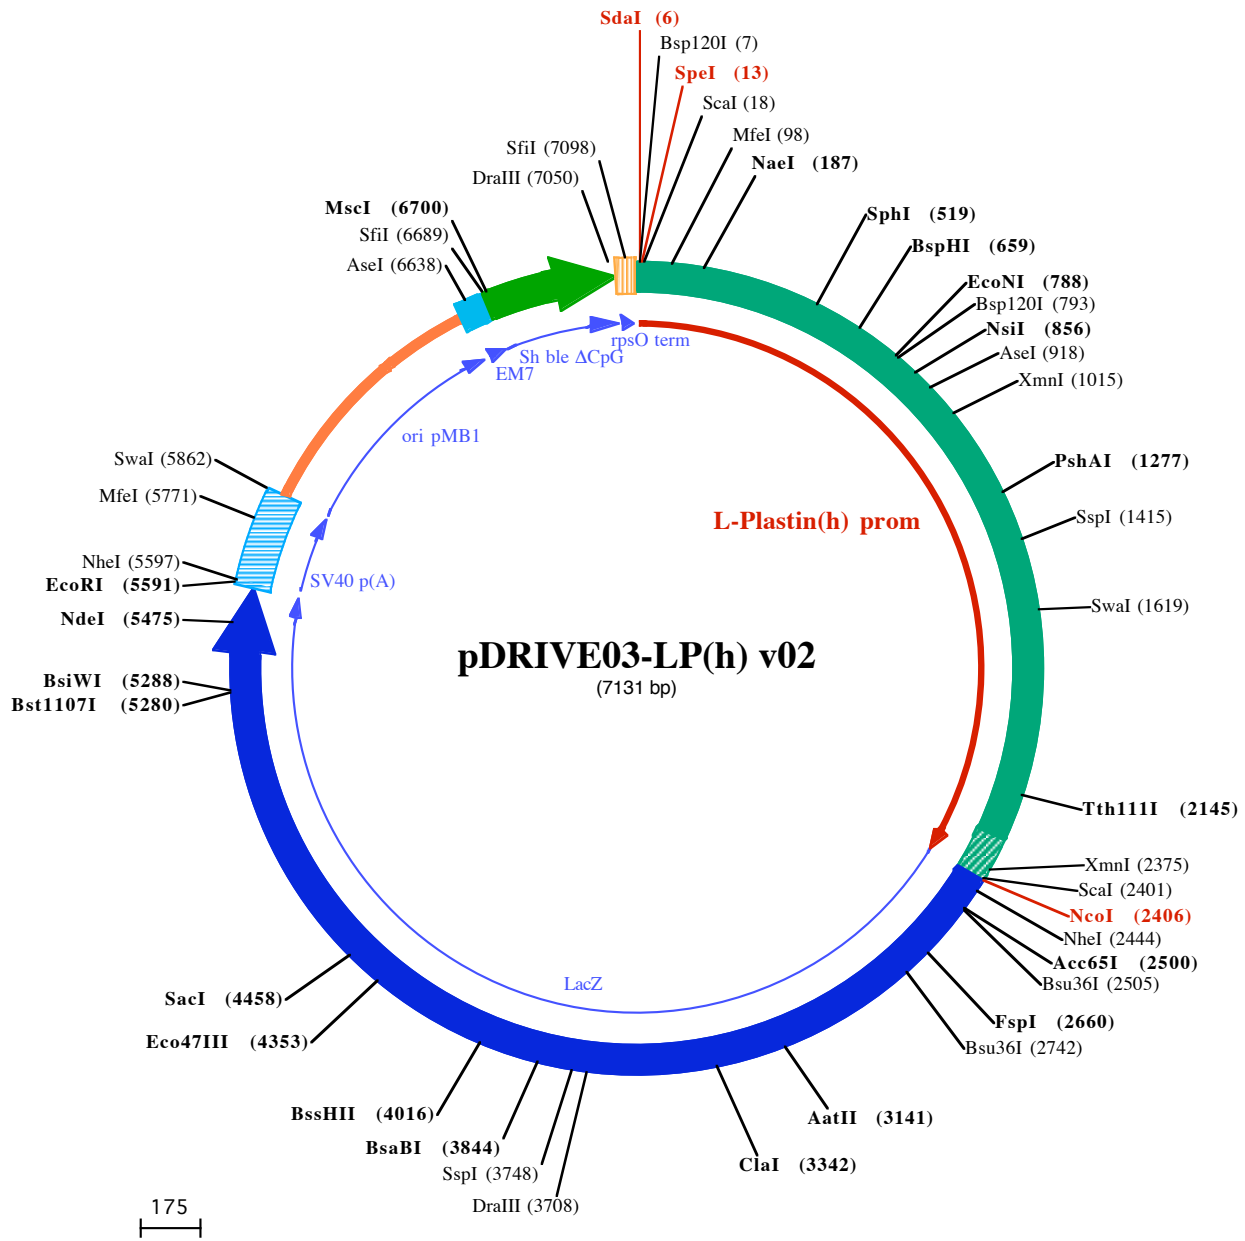 SdaI (6)
Bsp120I (7)
SpeI (13)
ScaI (18)
MfeI (98)
NaeI (187)
SfiI (7098)
DraIII (7050)
MscI (6700)
SfiI (6689)
AseI (6638)
SphI (519)
BspHI (659)
EcoNI (788)
Bsp120I (793)
NsiI (856)
AseI (918)
XmnI (1015)
rpsO term
Sh ble ΔCpG
EM7
ori pMB1
SwaI (5862)
MfeI (5771)
NheI (5597)
EcoRI (5591)
NdeI (5475)
BsiWI (5288)
Bst1107I (5280)
SV40 p(A)
PshAI (1277)
SspI (1415)
L-Plastin(h) prom
SwaI (1619)
pDRIVE03-LP(h) v02
(7131 bp)
Tth111I (2145)
XmnI (2375)
ScaI (2401)
NcoI (2406)
NheI (2444)
Acc65I (2500)
Bsu36I (2505)
FspI (2660)
Bsu36I (2742)
LacZ
SacI (4458)
Eco47III (4353)
BssHII (4016)
BsaBI (3844)
SspI (3748)
DraIII (3708)
AatII (3141)
ClaI (3342)
175